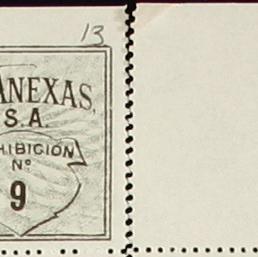 13
ANEXAS,
S.A.
HIBICION
Nº
9